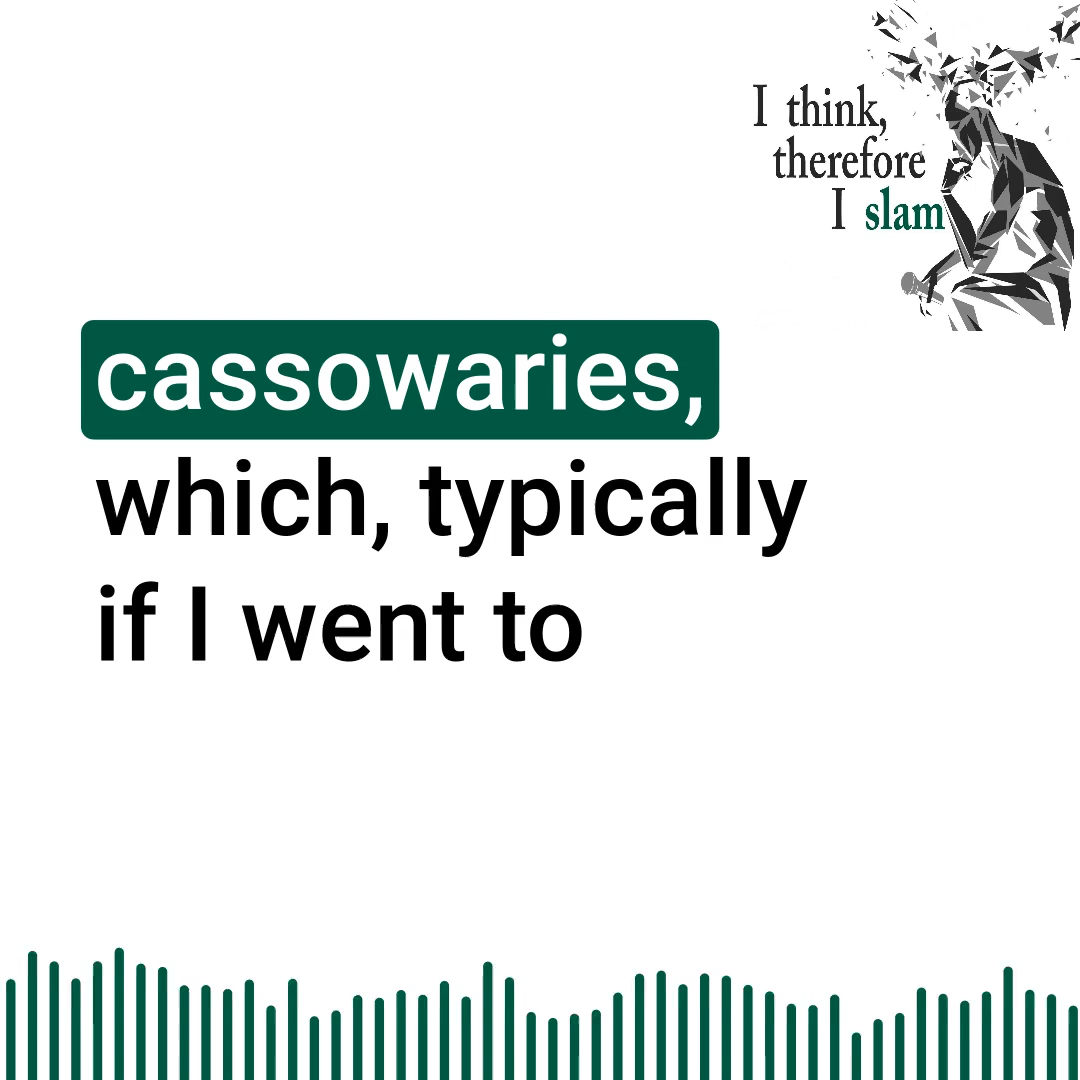 I think,
therefore
I slam
cassowaries,
which, typically
if I went to